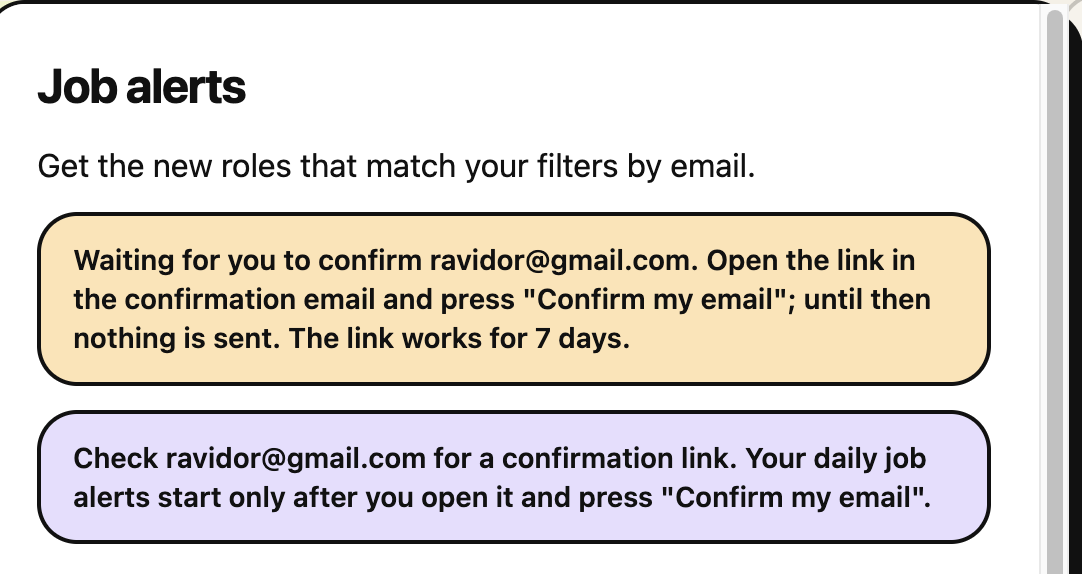 Job alerts
Get the new roles that match your filters by email.
Waiting for you to confirm ravidor@gmail.com. Open the link in
the confirmation email and press "Confirm my email"; until then
nothing is sent. The link works for 7 days.
Check ravidor@gmail.com for a confirmation link. Your daily job
alerts start only after you open it and press "Confirm my email".